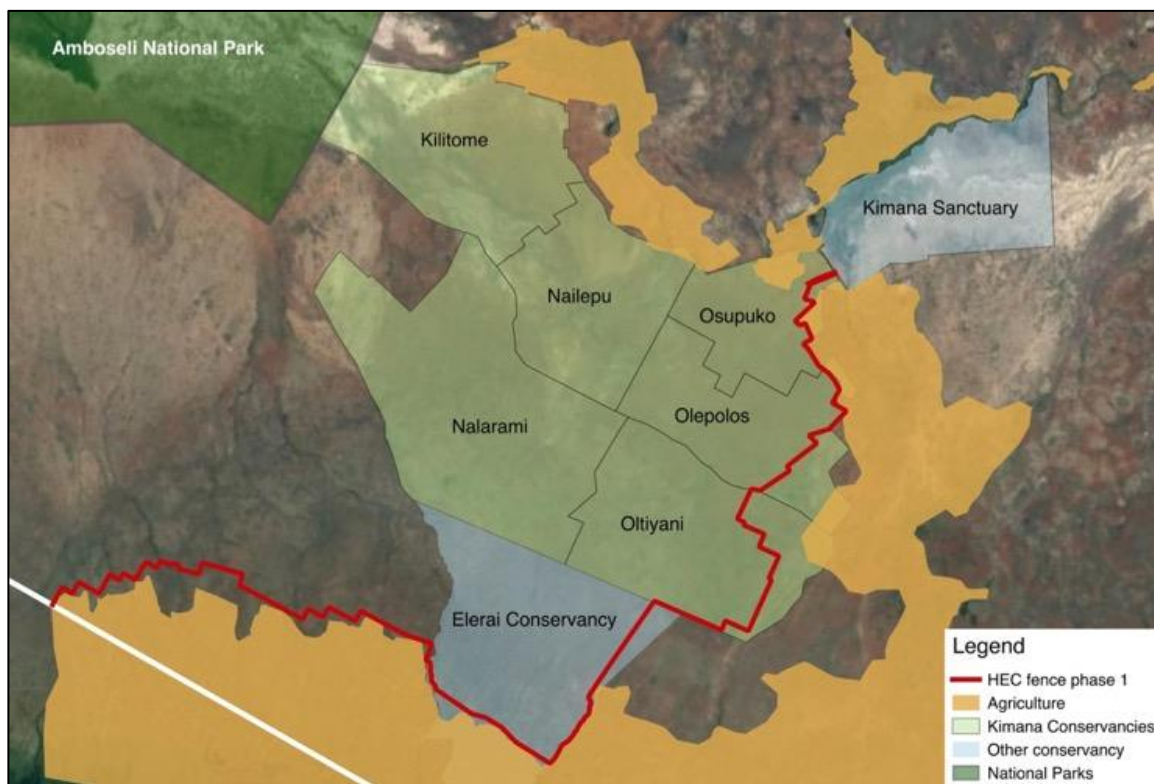 Amboseli National Park
Kilitome
Kimana Sanctuary
Nailepu
Osupuko
Olepolos
Nalarami
Oltiyani
Elerai Conservancy
Legend
HEC fence phase 1
Agriculture
Kimana Conservancies
Other conservancy
National Parks